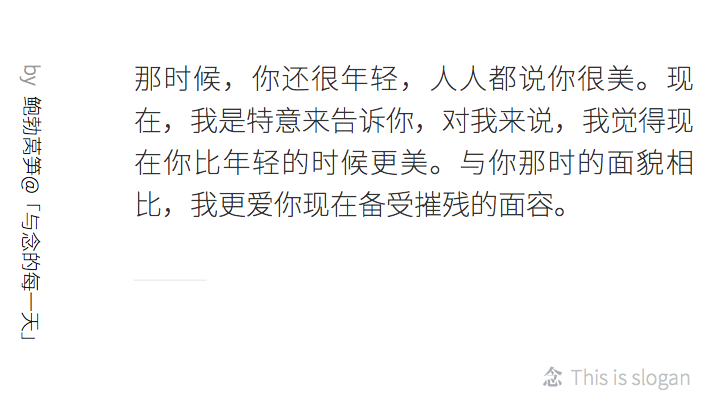 那时候，你还很年轻，人人都说你很美。现
在，我是特意来告诉你，对我来说，我觉得现
在你比年轻的时候更美。与你那时的面貌相
比，我更爱你现在备受摧残的面容。
by 鲍勃莴笋@「与念的每一天」
念 This is slogan